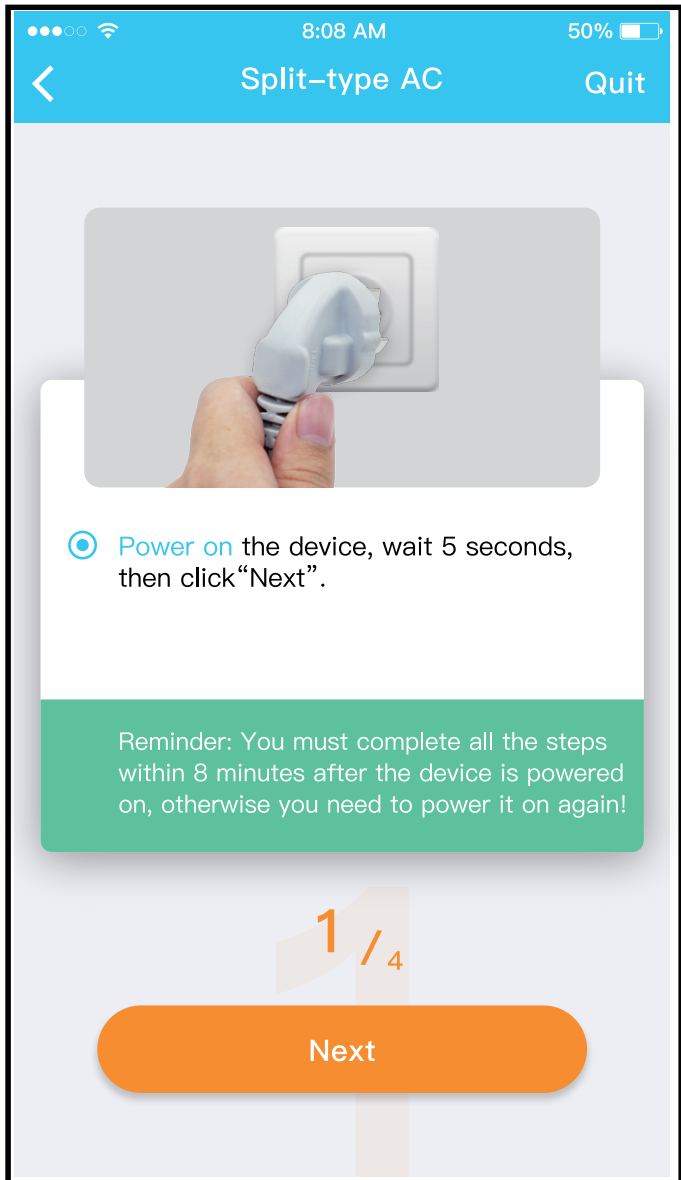 8:08 AM
50%
Split-type AC
Quit
Power on the device, wait 5 seconds,
then click“Next”.
Reminder: You must complete all the steps
within 8 minutes after the device is powered
on, otherwise you need to power it on again!
1
1/4
Next